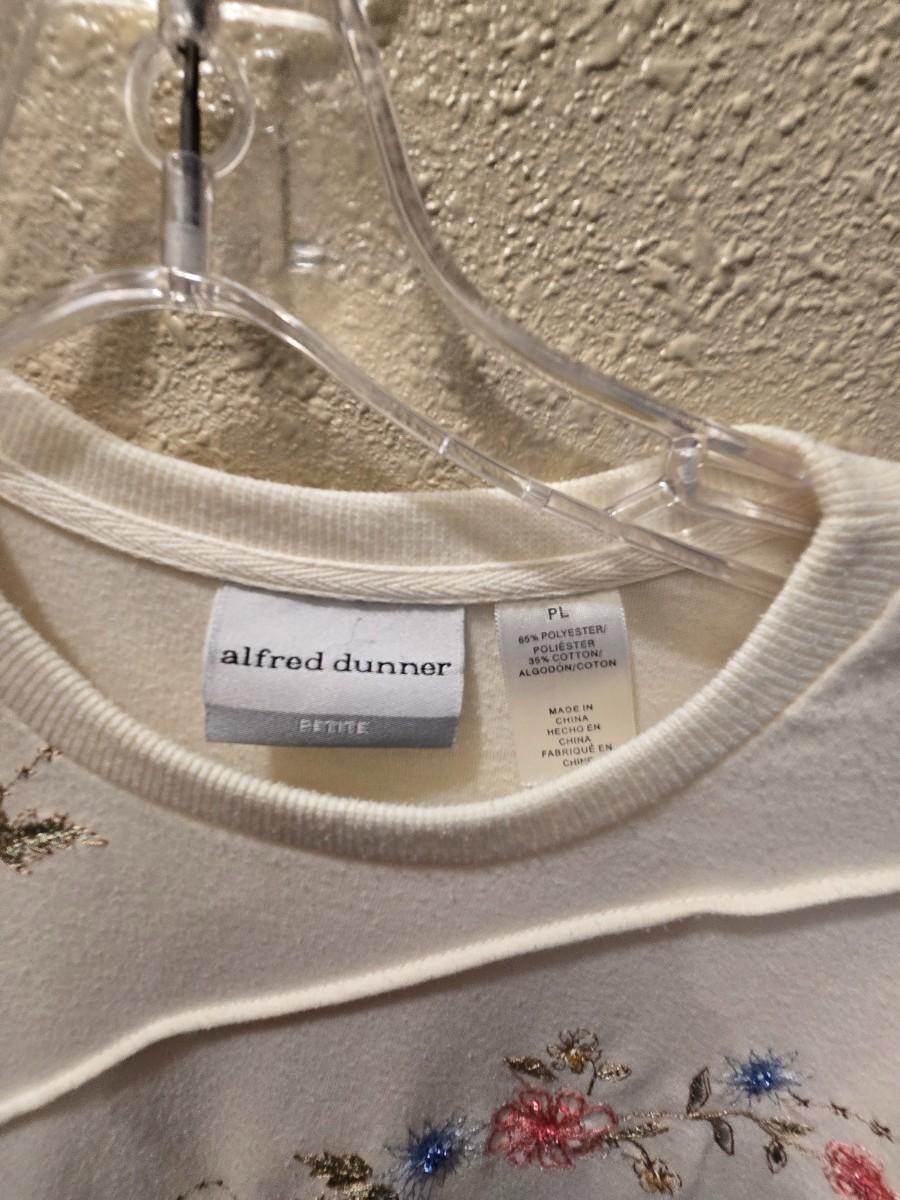 alfred dunner
PETITE
PL
65% POLYESTER/
POLIÉSTER
35% COTTON/
ALGODÓN/COTON
MADE IN
CHINA
HECHO EN
CHINA
FABRIQUÉ EN
CHINE